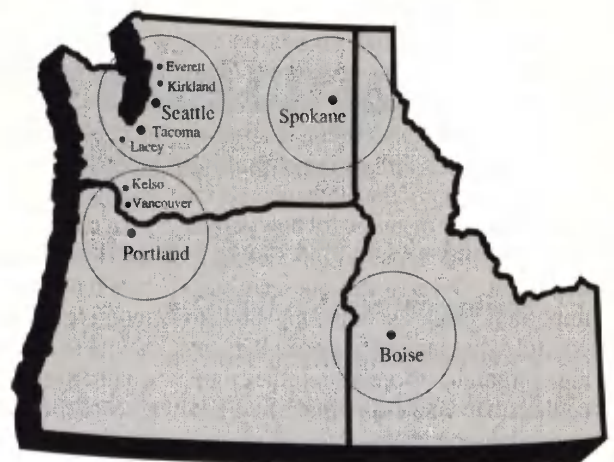 Everett
Kirkland
Seattle
Spokane
Tacoma
Lacey
Kelso
Vancouver
Portland
Boise